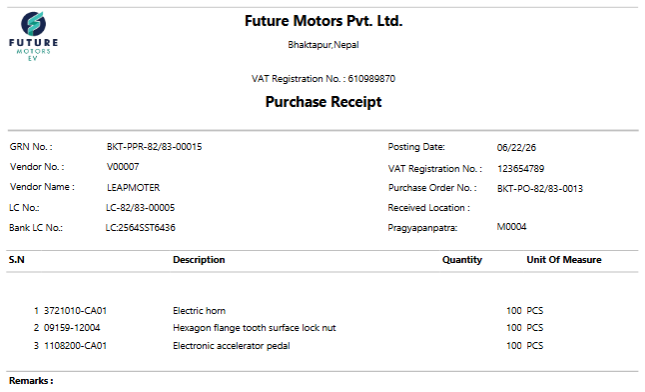 FUTURE
MOTORS
EV
Future Motors Pvt. Ltd.
Bhaktapur,Nepal
VAT Registration No. : 610989870
Purchase Receipt
GRN No. : BKT-PPR-82/83-00015 Posting Date: 06/22/26
Vendor No. : V00007 VAT Registration No. : 123654789
Vendor Name : LEAPMOTER Purchase Order No. : BKT-PO-82/83-0013
LC No.: LC-82/83-00005 Received Location :
Bank LC No.: LC:2564SST6436 Pragyapanpatra: M0004
S.N Description Quantity Unit Of Measure
1 3721010-CA01 Electric horn 100 PCS
2 09159-12004 Hexagon flange tooth surface lock nut 100 PCS
3 1108200-CA01 Electronic accelerator pedal 100 PCS
Remarks :